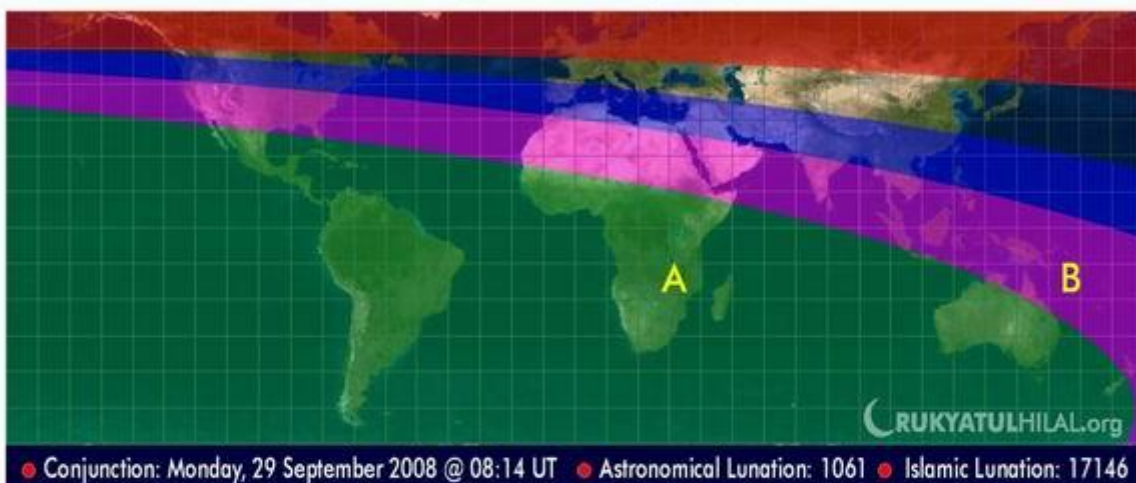 A
B
RUKYATULHILAL.org
Conjunction: Monday, 29 September 2008 @ 08:14 UT Astronomical Lunation: 1061 Islamic Lunation: 17146